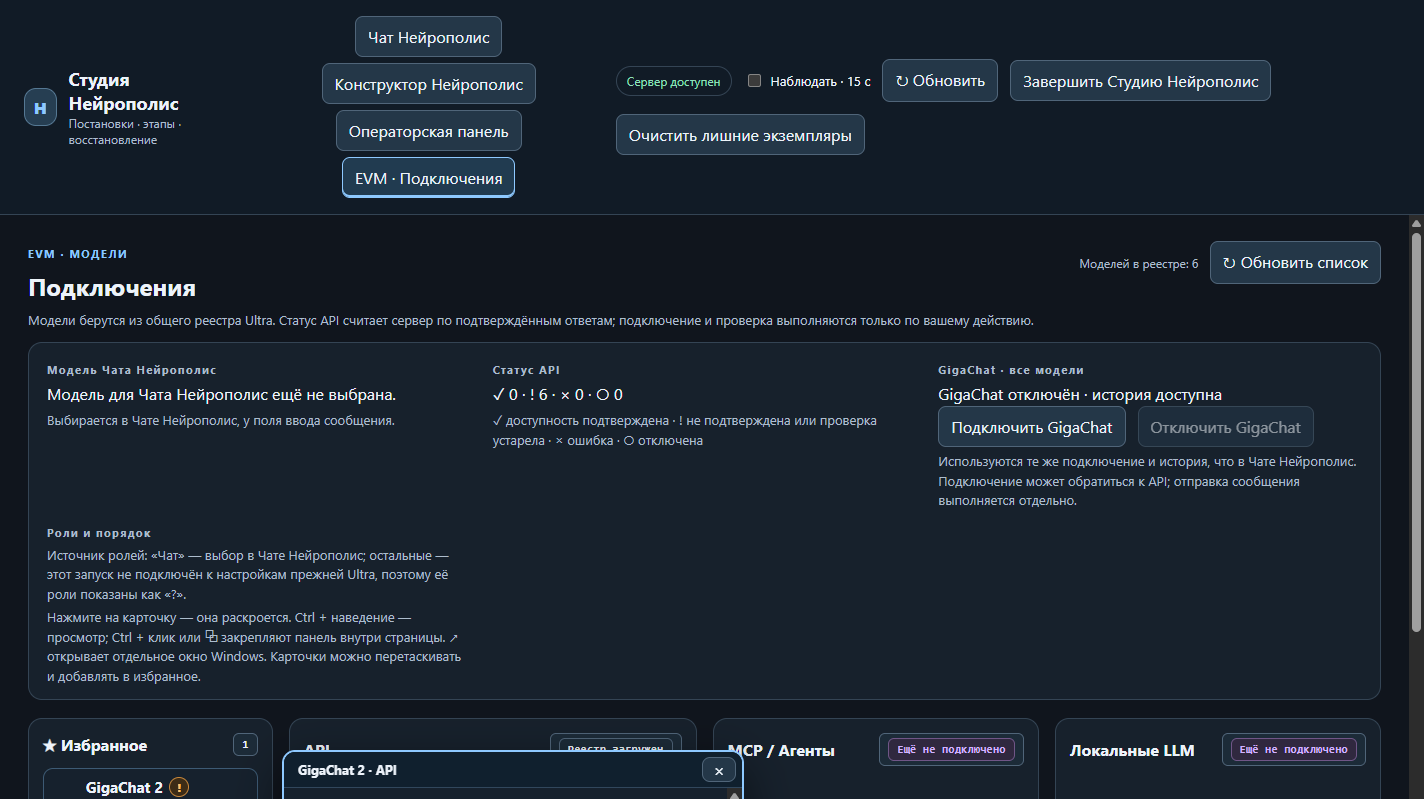 Чат Нейрополис
Конструктор Нейрополис
Операторская панель
EVM · Подключения
Н
Студия
Нейрополис
Постановки · этапы ·
восстановление
Сервер доступен
Наблюдать · 15 с
↻ Обновить
Завершить Студию Нейрополис
Очистить лишние экземпляры
EVM · МОДЕЛИ
Подключения
Моделей в реестре: 6
↻ Обновить список
Модели берутся из общего реестра Ultra. Статус API считает сервер по подтверждённым ответам; подключение и проверка выполняются только по вашему действию.
Модель Чата Нейрополис
Модель для Чата Нейрополис ещё не выбрана.
Выбирается в Чате Нейрополис, у поля ввода сообщения.
Статус API
✓ 0 · ! 6 · × 0 · ○ 0
✓ доступность подтверждена · ! не подтверждена или проверка
устарела · × ошибка · ○ отключена
GigaChat · все модели
GigaChat отключён · история доступна
Подключить GigaChat
Отключить GigaChat
Используются те же подключение и история, что в Чате Нейрополис.
Подключение может обратиться к API; отправка сообщения
выполняется отдельно.
Роли и порядок
Источник ролей: «Чат» — выбор в Чате Нейрополис; остальные —
этот запуск не подключён к настройкам прежней Ultra, поэтому её
роли показаны как «?».
Нажмите на карточку — она раскроется. Ctrl + наведение —
просмотр; Ctrl + клик или ⧉ закрепляют панель внутри страницы. ↗
открывает отдельное окно Windows. Карточки можно перетаскивать
и добавлять в избранное.
★ Избранное
1
GigaChat 2 !
API
Реестр загружен
GigaChat 2 · API
×
MCP / Агенты
Ещё не подключено
Локальные LLM
Ещё не подключено